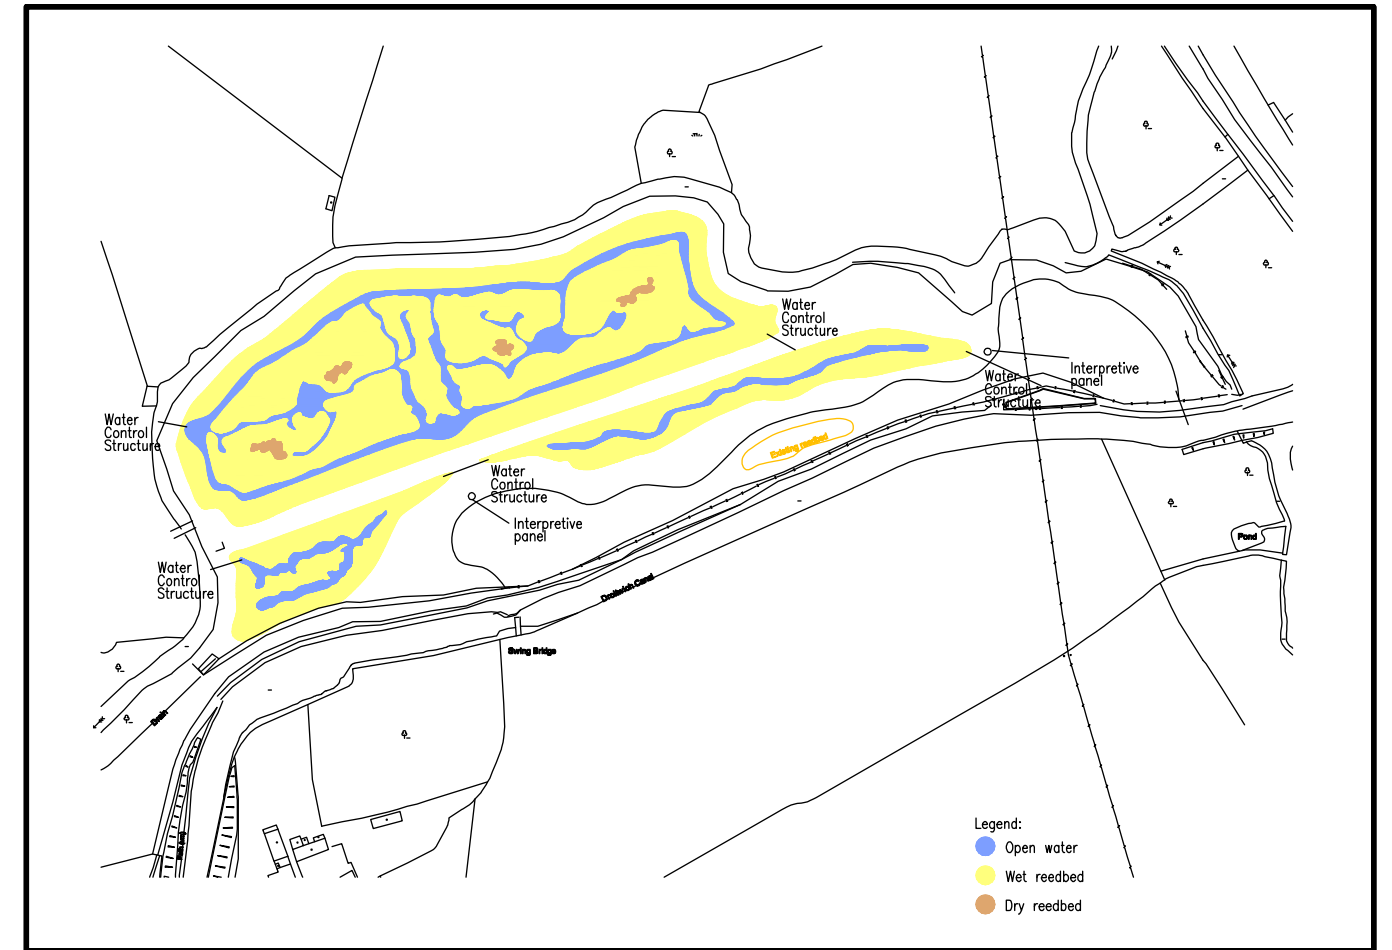 Water
Control
Structure
Water
Control
Structure
Interpretive
panel
Water
Control
Structure
Existing reedbed
Water
Control
Structure
Interpretive
panel
Pond
Water
Control
Structure
Droitwich Canal
Swing Bridge
Drain
Legend:
Open water
Wet reedbed
Dry reedbed